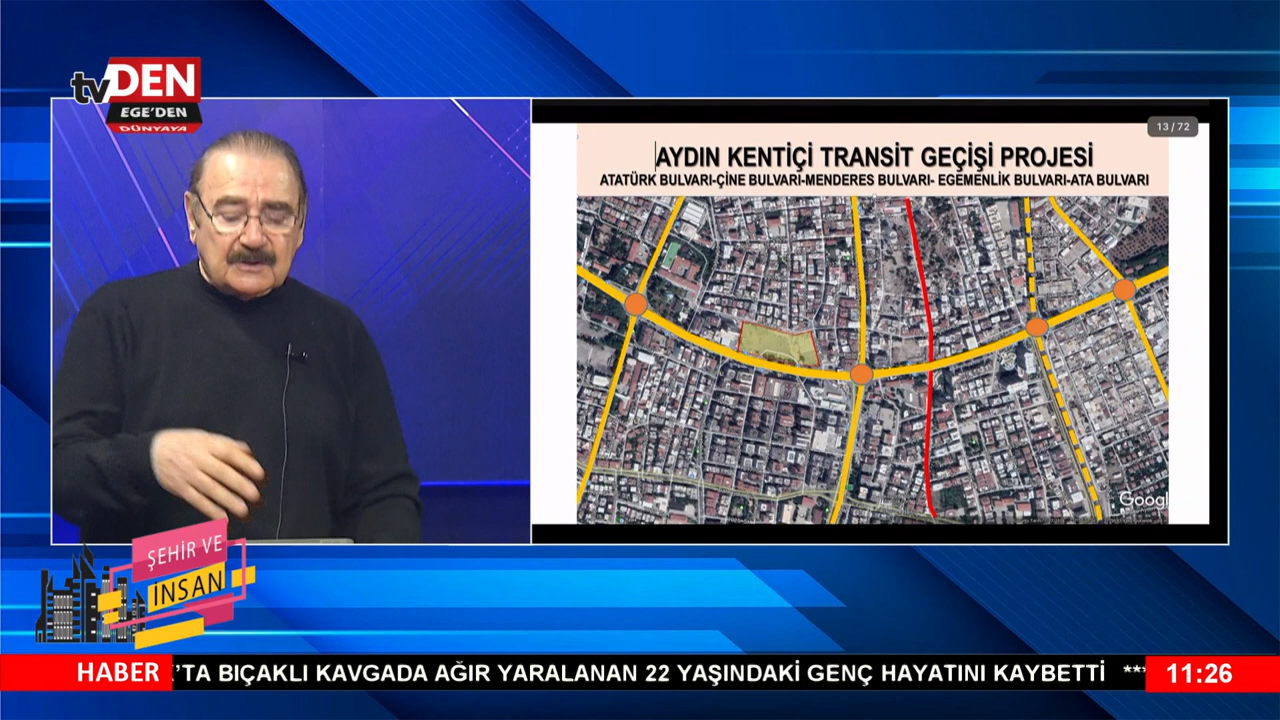 tvDEN
EGE'DEN
DÜNYAYA
13 / 72
AYDIN KENTİÇİ TRANSİT GEÇİŞİ PROJESİ
ATATÜRK BULVARI-ÇİNE BULVARI-MENDERES BULVARI- EGEMENLİK BULVARI-ATA BULVARI
Googl
ŞEHİR VE
İNSAN
HABER
'TA BIÇAKLI KAVGADA AĞIR YARALANAN 22 YAŞINDAKİ GENÇ HAYATINI KAYBETTİ ***
11:26